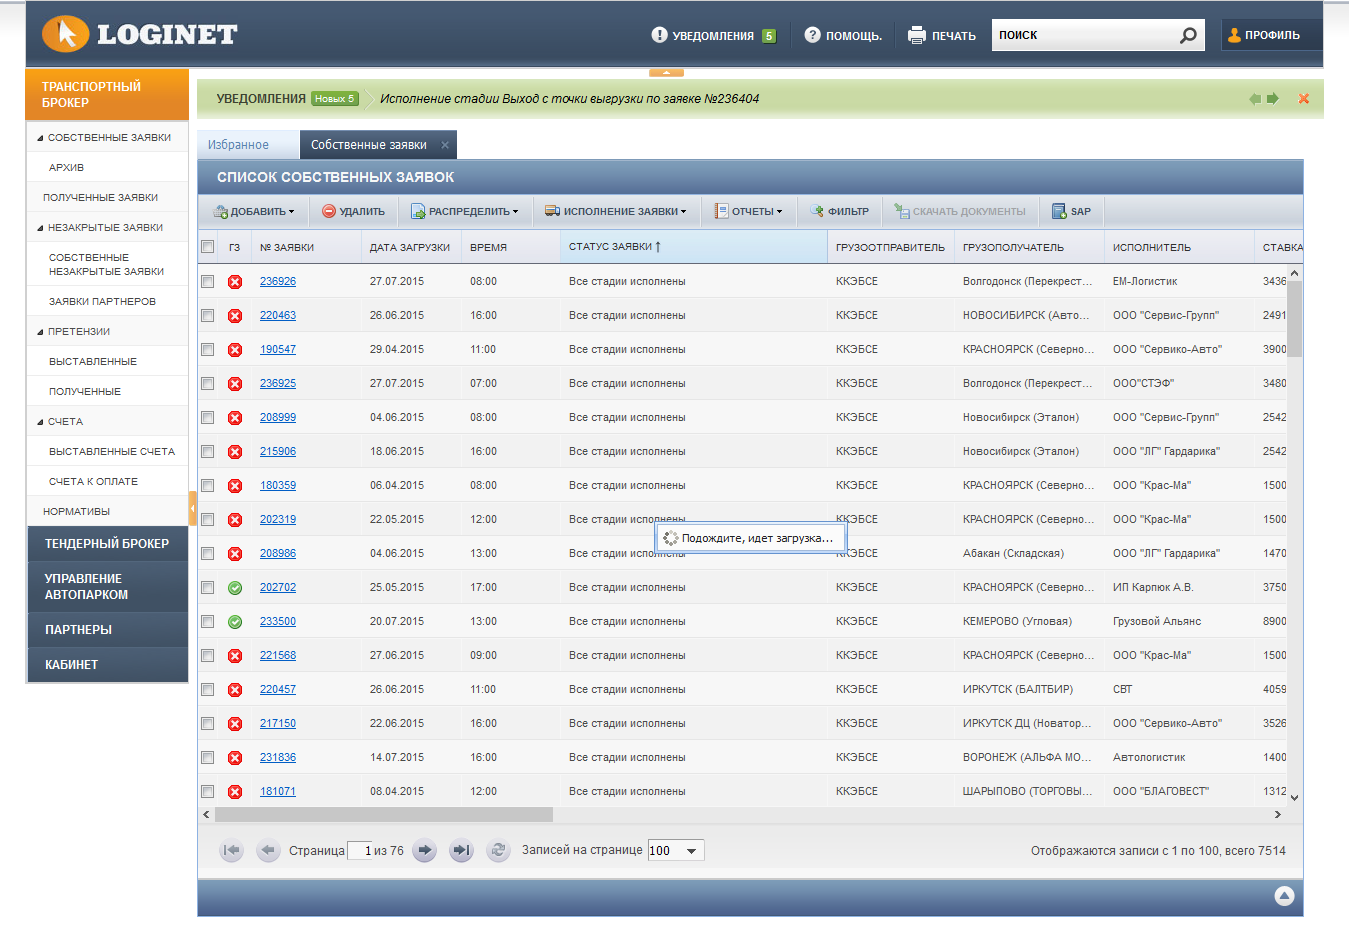 LOGINET
УВЕДОМЛЕНИЯ 5
ПОМОЩЬ.
ПЕЧАТЬ
ПОИСК
ПРОФИЛЬ
ТРАНСПОРТНЫЙ
БРОКЕР
СОБСТВЕННЫЕ ЗАЯВКИ
АРХИВ
ПОЛУЧЕННЫЕ ЗАЯВКИ
НЕЗАКРЫТЫЕ ЗАЯВКИ
СОБСТВЕННЫЕ
НЕЗАКРЫТЫЕ ЗАЯВКИ
ЗАЯВКИ ПАРТНЕРОВ
ПРЕТЕНЗИИ
ВЫСТАВЛЕННЫЕ
ПОЛУЧЕННЫЕ
СЧЕТА
ВЫСТАВЛЕННЫЕ СЧЕТА
СЧЕТА К ОПЛАТЕ
НОРМАТИВЫ
ТЕНДЕРНЫЙ БРОКЕР
УПРАВЛЕНИЕ
АВТОПАРКОМ
ПАРТНЕРЫ
КАБИНЕТ
УВЕДОМЛЕНИЯ Новых 5 Исполнение стадии Выход с точки выгрузки по заявке №236404
Избранное Собственные заявки
СПИСОК СОБСТВЕННЫХ ЗАЯВОК
ДОБАВИТЬ УДАЛИТЬ РАСПРЕДЕЛИТЬ ИСПОЛНЕНИЕ ЗАЯВКИ ОТЧЕТЫ ФИЛЬТР СКАЧАТЬ ДОКУМЕНТЫ SAP
ГЗ № ЗАЯВКИ ДАТА ЗАГРУЗКИ ВРЕМЯ СТАТУС ЗАЯВКИ ↑ ГРУЗООТПРАВИТЕЛЬ ГРУЗОПОЛУЧАТЕЛЬ ИСПОЛНИТЕЛЬ СТАВКА
236926 27.07.2015 08:00 Все стадии исполнены ККЭБСЕ Волгодонск (Перекрест... ЕМ-Логистик 3436
220463 26.06.2015 16:00 Все стадии исполнены ККЭБСЕ НОВОСИБИРСК (Авто... ООО "Сервис-Групп" 2491
190547 29.04.2015 11:00 Все стадии исполнены ККЭБСЕ КРАСНОЯРСК (Северно... ООО "Сервико-Авто" 3900
236925 27.07.2015 07:00 Все стадии исполнены ККЭБСЕ Волгодонск (Перекрест... ООО"СТЭФ" 3480
208999 04.06.2015 08:00 Все стадии исполнены ККЭБСЕ Новосибирск (Эталон) ООО "Сервис-Групп" 2542
215906 18.06.2015 16:00 Все стадии исполнены ККЭБСЕ Новосибирск (Эталон) ООО "ЛГ" Гардарика" 2542
180359 06.04.2015 08:00 Все стадии исполнены ККЭБСЕ КРАСНОЯРСК (Северно... ООО "Крас-Ма" 1500
202319 22.05.2015 12:00 Все стадии исполнены ККЭБСЕ КРАСНОЯРСК (Северно... ООО "Крас-Ма" 1500
Подождите, идет загрузка...
208986 04.06.2015 13:00 Все стадии исполнены ККЭБСЕ Абакан (Складская) ООО "ЛГ" Гардарика" 1470
202702 25.05.2015 17:00 Все стадии исполнены ККЭБСЕ КРАСНОЯРСК (Северно... ИП Карпюк А.В. 3750
233500 20.07.2015 13:00 Все стадии исполнены ККЭБСЕ КЕМЕРОВО (Угловая) Грузовой Альянс 8900
221568 27.06.2015 09:00 Все стадии исполнены ККЭБСЕ КРАСНОЯРСК (Северно... ООО "Крас-Ма" 1500
220457 26.06.2015 11:00 Все стадии исполнены ККЭБСЕ ИРКУТСК (БАЛТБИР) СВТ 4059
217150 22.06.2015 16:00 Все стадии исполнены ККЭБСЕ ИРКУТСК ДЦ (Новатор... ООО "Сервико-Авто" 3526
231836 14.07.2015 16:00 Все стадии исполнены ККЭБСЕ ВОРОНЕЖ (АЛЬФА МО... Автологистик 1400
181071 08.04.2015 12:00 Все стадии исполнены ККЭБСЕ ШАРЫПОВО (ТОРГОВЫ... ООО "БЛАГОВЕСТ" 1312
Страница 1 из 76 Записей на странице 100 Отображаются записи с 1 по 100, всего 7514